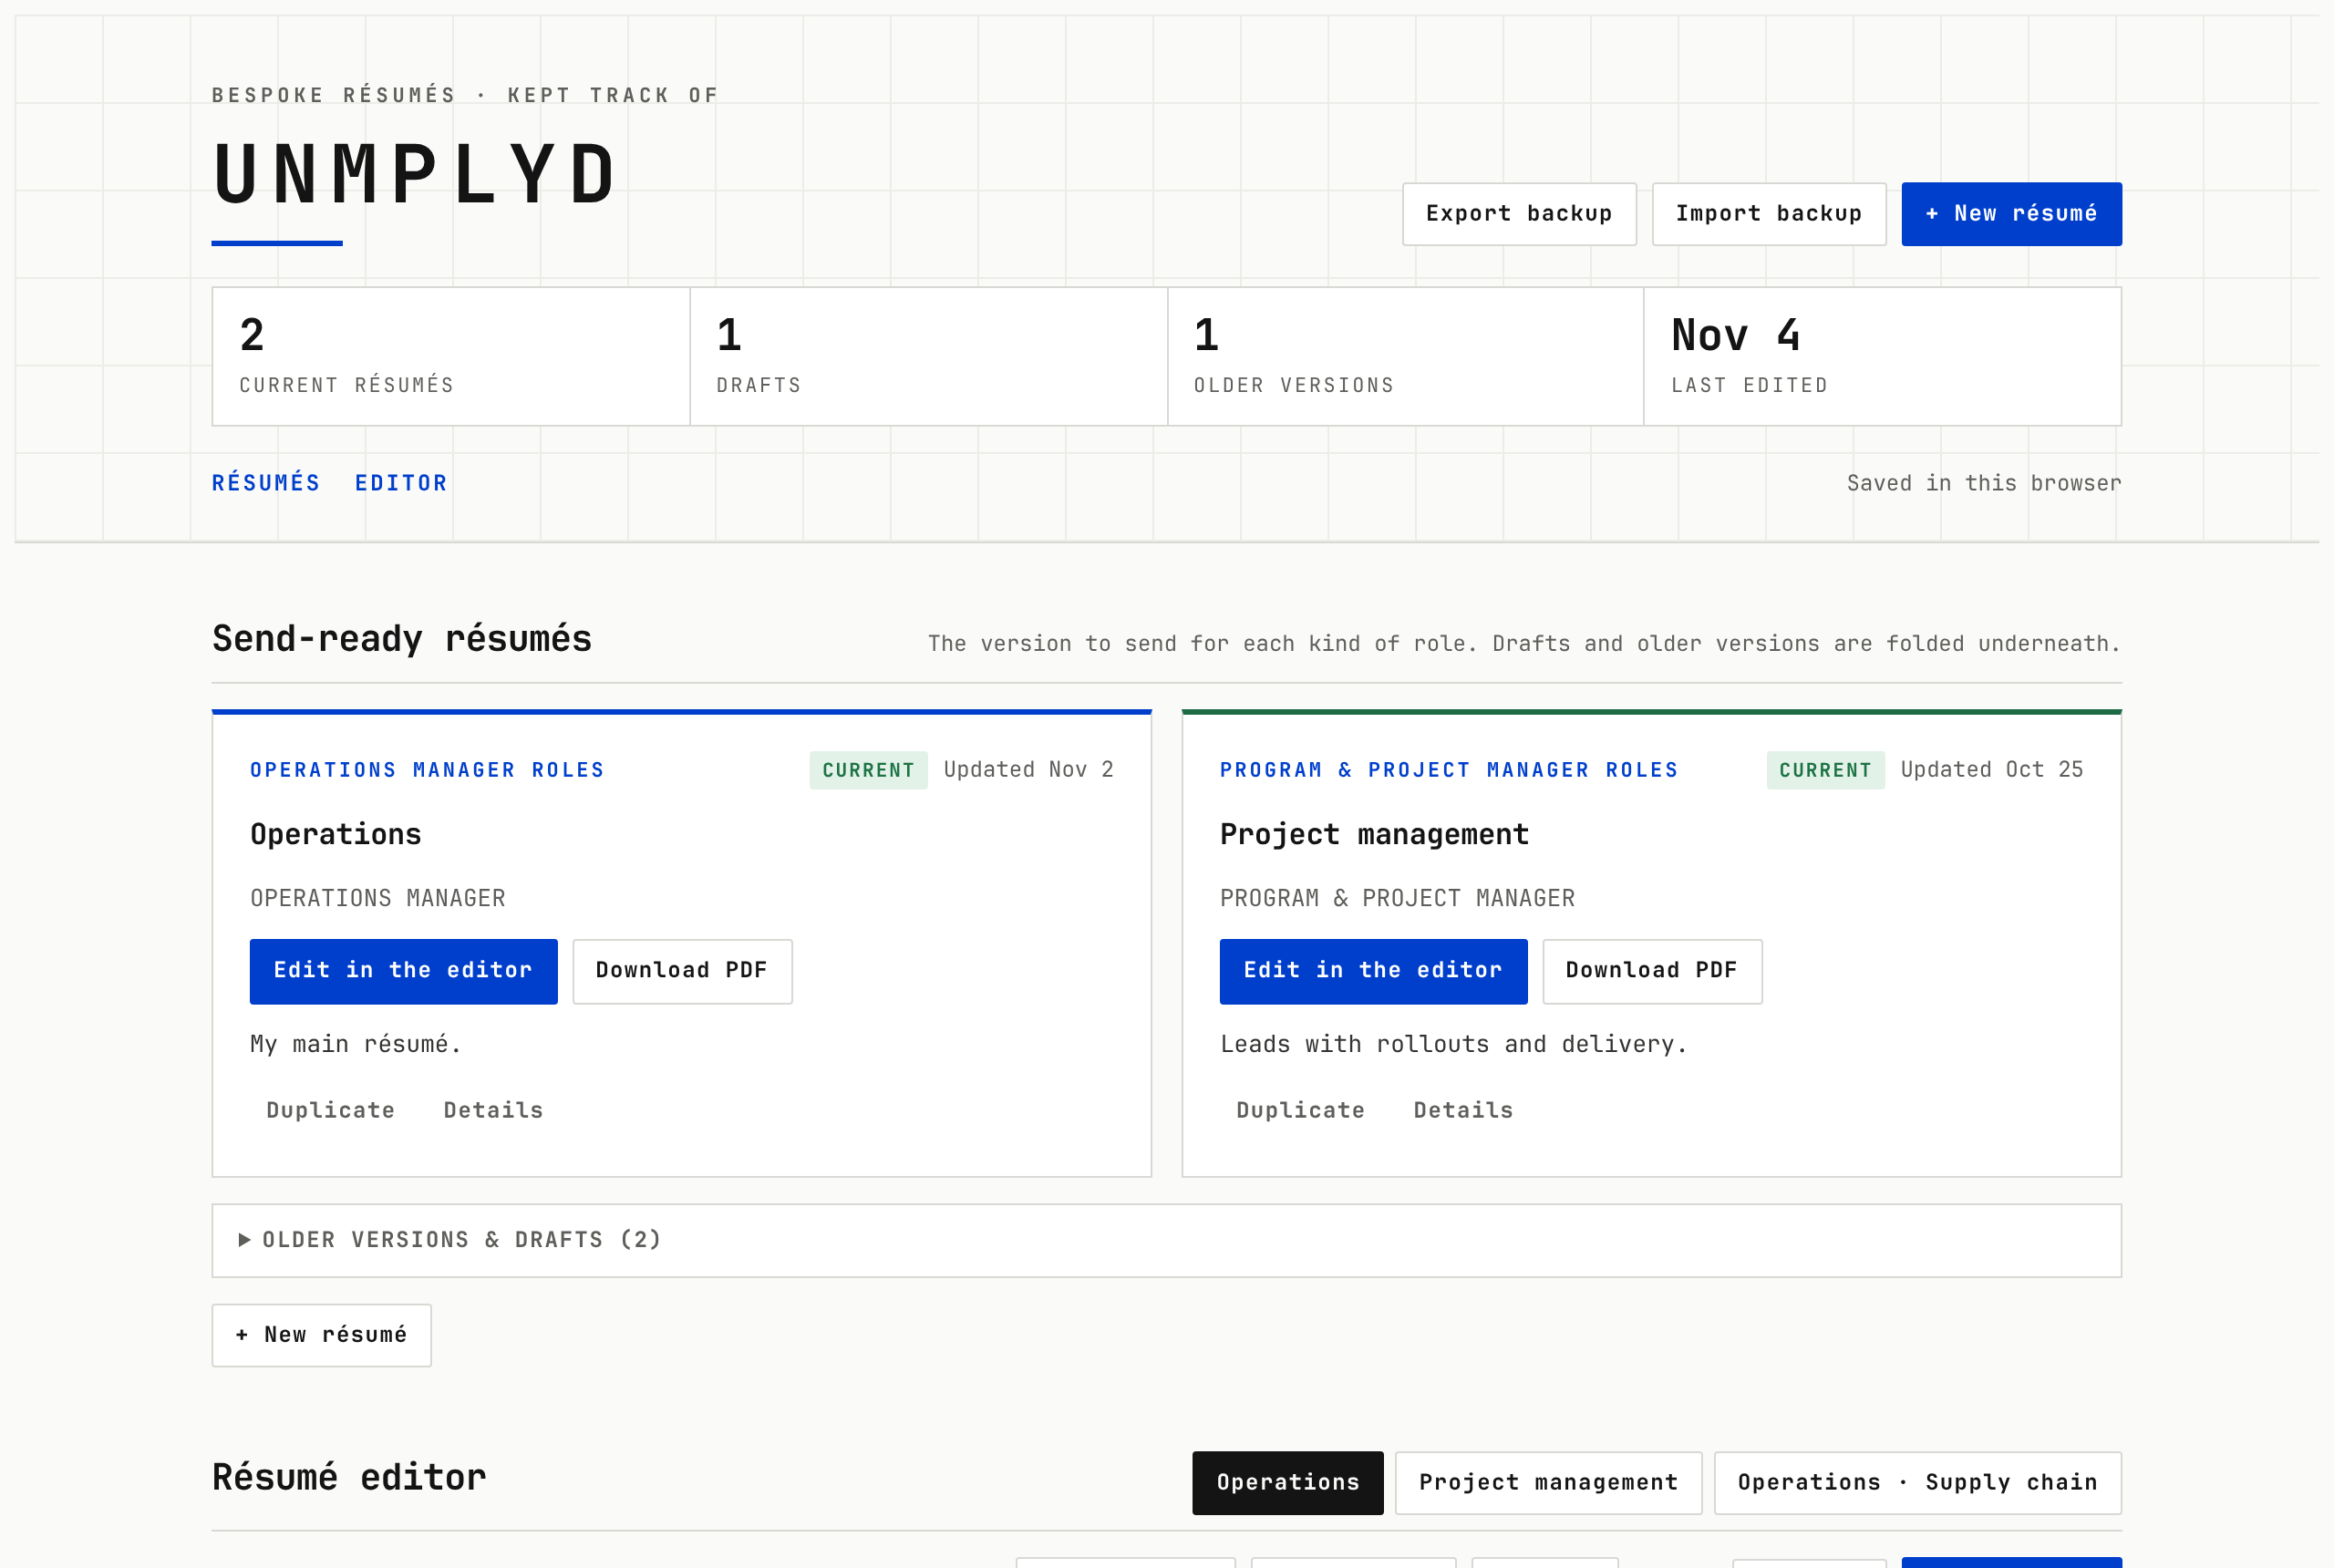 BESPOKE RÉSUMÉS · KEPT TRACK OF
UNMPLYD
Export backup
Import backup
+ New résumé
2
CURRENT RÉSUMÉS
1
DRAFTS
1
OLDER VERSIONS
Nov 4
LAST EDITED
RÉSUMÉS EDITOR
Saved in this browser
Send-ready résumés
The version to send for each kind of role. Drafts and older versions are folded underneath.
OPERATIONS MANAGER ROLES
CURRENT Updated Nov 2
Operations
OPERATIONS MANAGER
Edit in the editor
Download PDF
My main résumé.
Duplicate Details
PROGRAM & PROJECT MANAGER ROLES
CURRENT Updated Oct 25
Project management
PROGRAM & PROJECT MANAGER
Edit in the editor
Download PDF
Leads with rollouts and delivery.
Duplicate Details
▶ OLDER VERSIONS & DRAFTS (2)
+ New résumé
Résumé editor
Operations
Project management
Operations · Supply chain